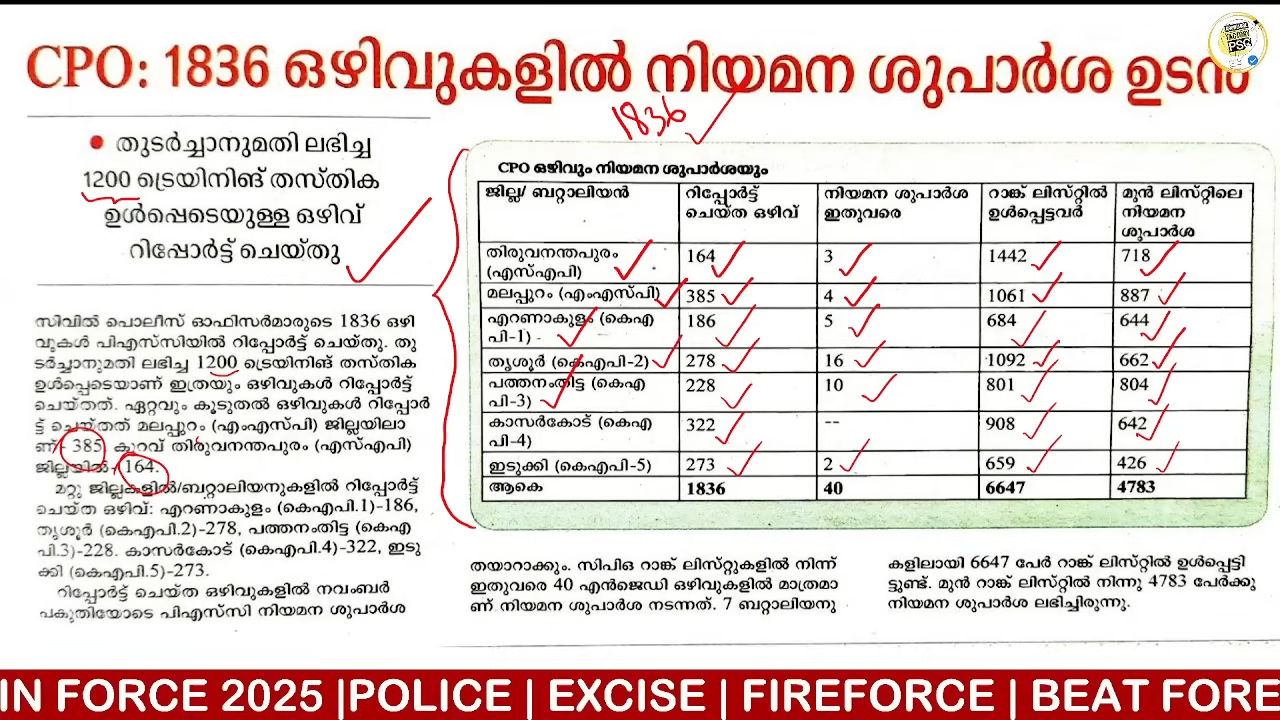 CPO: 1836 ഒഴിവുകളിൽ നിയമന ശുപാർശ ഉടൻ
PSC
1836
• തുടർച്ചാനുമതി ലഭിച്ച
1200 ട്രെയിനിങ് തസ്തിക
ഉൾപ്പെടെയുള്ള ഒഴിവ്
റിപ്പോർട്ട് ചെയ്തു
സിവിൽ പൊലീസ് ഓഫിസർമാരുടെ 1836 ഒഴി
വുകൾ പിഎസ്‌സിയിൽ റിപ്പോർട്ട് ചെയ്തു. തു
ടർച്ചാനുമതി ലഭിച്ച 1200 ട്രെയിനിങ് തസ്തിക
ഉൾപ്പെടെയാണ് ഇത്രയും ഒഴിവുകൾ റിപ്പോർട്ട്
ചെയ്തത്. ഏറ്റവും കൂടുതൽ ഒഴിവുകൾ റിപ്പോർ
ട്ട് ചെയ്തത് മലപ്പുറം (എംഎസ്പി) ജില്ലയിലാ
ണ്- 385, കുറവ് തിരുവനന്തപുരം (എസ്എപി)
ജില്ലയിൽ- 164.
മറ്റു ജില്ലകളിൽ/ബറ്റാലിയനുകളിൽ റിപ്പോർട്ട്
ചെയ്ത ഒഴിവ്: എറണാകുളം (കെഎപി.1)-186,
തൃശൂർ (കെഎപി.2)-278, പത്തനംതിട്ട (കെഎ
പി.3)-228. കാസർകോട് (കെഎപി.4)-322, ഇടു
ക്കി (കെഎപി.5)-273.
റിപ്പോർട്ട് ചെയ്ത ഒഴിവുകളിൽ നവംബർ
പകുതിയോടെ പിഎസ്‌സി നിയമന ശുപാർശ
CPO ഒഴിവും നിയമന ശുപാർശയും
ജില്ല/ ബറ്റാലിയൻ റിപ്പോർട്ട് ചെയ്ത ഒഴിവ് നിയമന ശുപാർശ ഇതുവരെ റാങ്ക് ലിസ്റ്റിൽ ഉൾപ്പെട്ടവർ മുൻ ലിസ്റ്റിലെ നിയമന ശുപാർശ
തിരുവനന്തപുരം (എസ്എപി) 164 3 1442 718
മലപ്പുറം (എംഎസ്പി) 385 4 1061 887
എറണാകുളം (കെഎപി-1) 186 5 684 644
തൃശൂർ (കെഎപി-2) 278 16 1092 662
പത്തനംതിട്ട (കെഎപി-3) 228 10 801 804
കാസർകോട് (കെഎപി-4) 322 -- 908 642
ഇടുക്കി (കെഎപി-5) 273 2 659 426
ആകെ 1836 40 6647 4783
തയാറാക്കും. സിപിഒ റാങ്ക് ലിസ്റ്റുകളിൽ നിന്ന്
ഇതുവരെ 40 എൻജെഡി ഒഴിവുകളിൽ മാത്രമാ
ണ് നിയമന ശുപാർശ നടന്നത്. 7 ബറ്റാലിയനു
കളിലായി 6647 പേർ റാങ്ക് ലിസ്റ്റിൽ ഉൾപ്പെട്ടി
ട്ടുണ്ട്. മുൻ റാങ്ക് ലിസ്റ്റിൽ നിന്നു 4783 പേർക്കു
നിയമന ശുപാർശ ലഭിച്ചിരുന്നു.
IN FORCE 2025 |POLICE | EXCISE | FIREFORCE | BEAT FORE